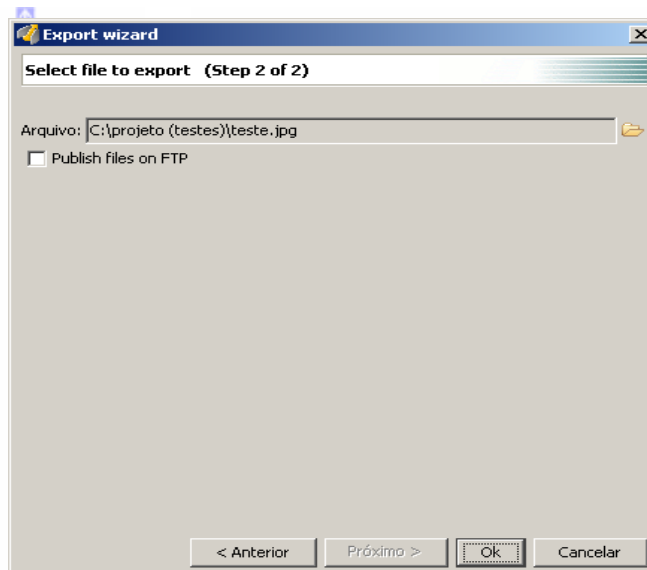 Export wizard
Select file to export (Step 2 of 2)
Arquivo: C:\projeto (testes)\teste.jpg
Publish files on FTP
< Anterior Próximo > Ok Cancelar